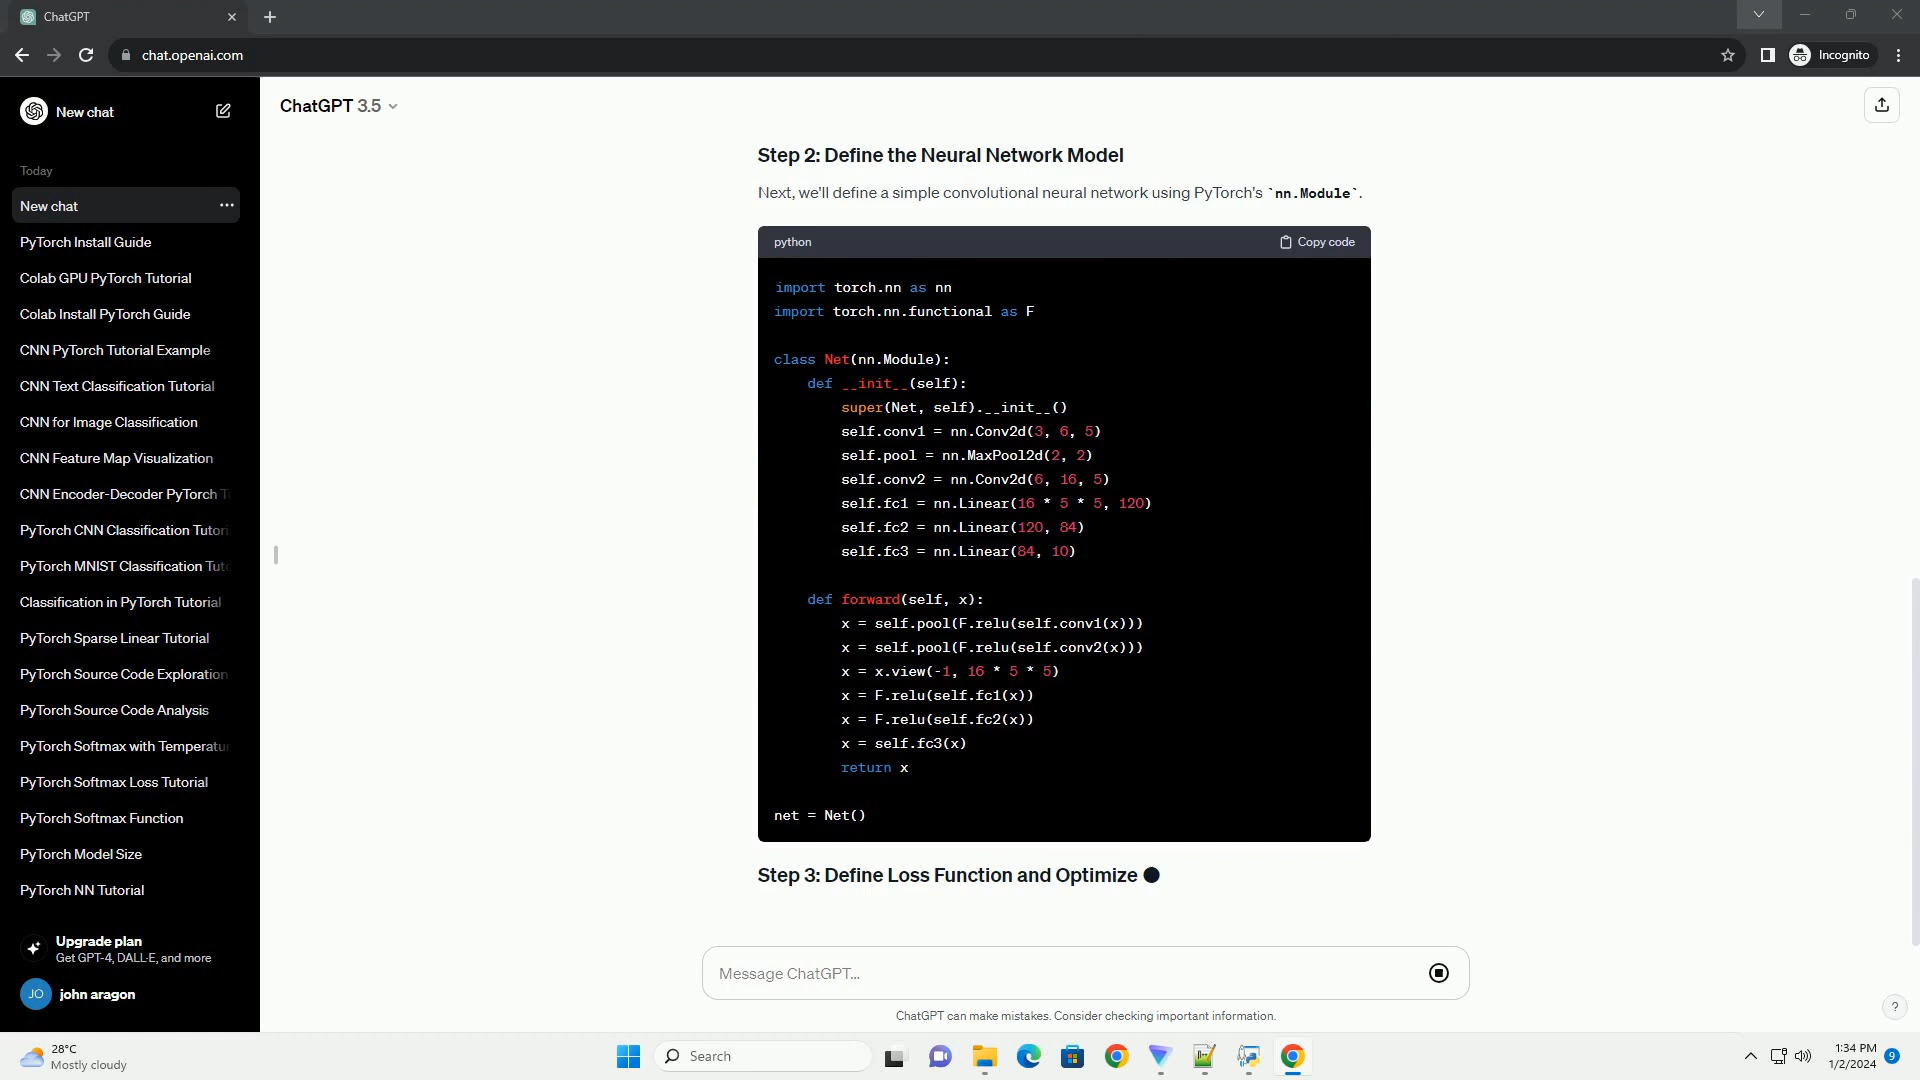 ChatGPT
chat.openai.com
Incognito
New chat
Today
New chat
PyTorch Install Guide
Colab GPU PyTorch Tutorial
Colab Install PyTorch Guide
CNN PyTorch Tutorial Example
CNN Text Classification Tutorial
CNN for Image Classification
CNN Feature Map Visualization
CNN Encoder-Decoder PyTorch T
PyTorch CNN Classification Tutori
PyTorch MNIST Classification Tuto
Classification in PyTorch Tutorial
PyTorch Sparse Linear Tutorial
PyTorch Source Code Exploration
PyTorch Source Code Analysis
PyTorch Softmax with Temperatur
PyTorch Softmax Loss Tutorial
PyTorch Softmax Function
PyTorch Model Size
PyTorch NN Tutorial
Upgrade plan
Get GPT-4, DALL·E, and more
JO john aragon
ChatGPT 3.5
Step 2: Define the Neural Network Model
Next, we'll define a simple convolutional neural network using PyTorch's `nn.Module`.
python Copy code
import torch.nn as nn
import torch.nn.functional as F
class Net(nn.Module):
    def __init__(self):
        super(Net, self).__init__()
        self.conv1 = nn.Conv2d(3, 6, 5)
        self.pool = nn.MaxPool2d(2, 2)
        self.conv2 = nn.Conv2d(6, 16, 5)
        self.fc1 = nn.Linear(16 * 5 * 5, 120)
        self.fc2 = nn.Linear(120, 84)
        self.fc3 = nn.Linear(84, 10)
    def forward(self, x):
        x = self.pool(F.relu(self.conv1(x)))
        x = self.pool(F.relu(self.conv2(x)))
        x = x.view(-1, 16 * 5 * 5)
        x = F.relu(self.fc1(x))
        x = F.relu(self.fc2(x))
        x = self.fc3(x)
        return x
net = Net()
Step 3: Define Loss Function and Optimize
Message ChatGPT...
ChatGPT can make mistakes. Consider checking important information.
?
28°C
Mostly cloudy
Search
1:34 PM
1/2/2024
9